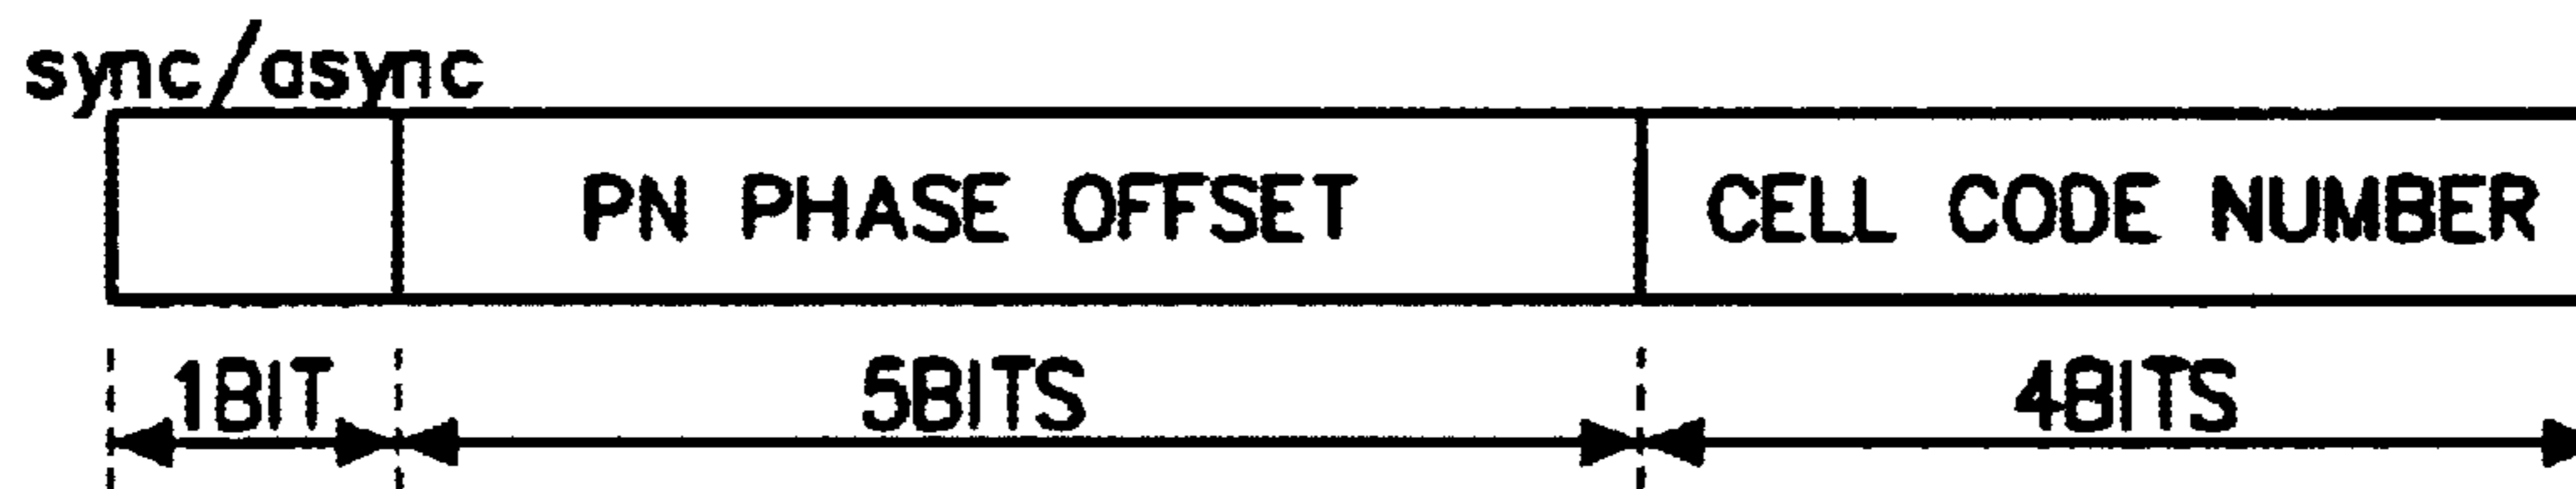 sync/async
PN PHASE OFFSET CELL CODE NUMBER
1BIT 5BITS 4BITS